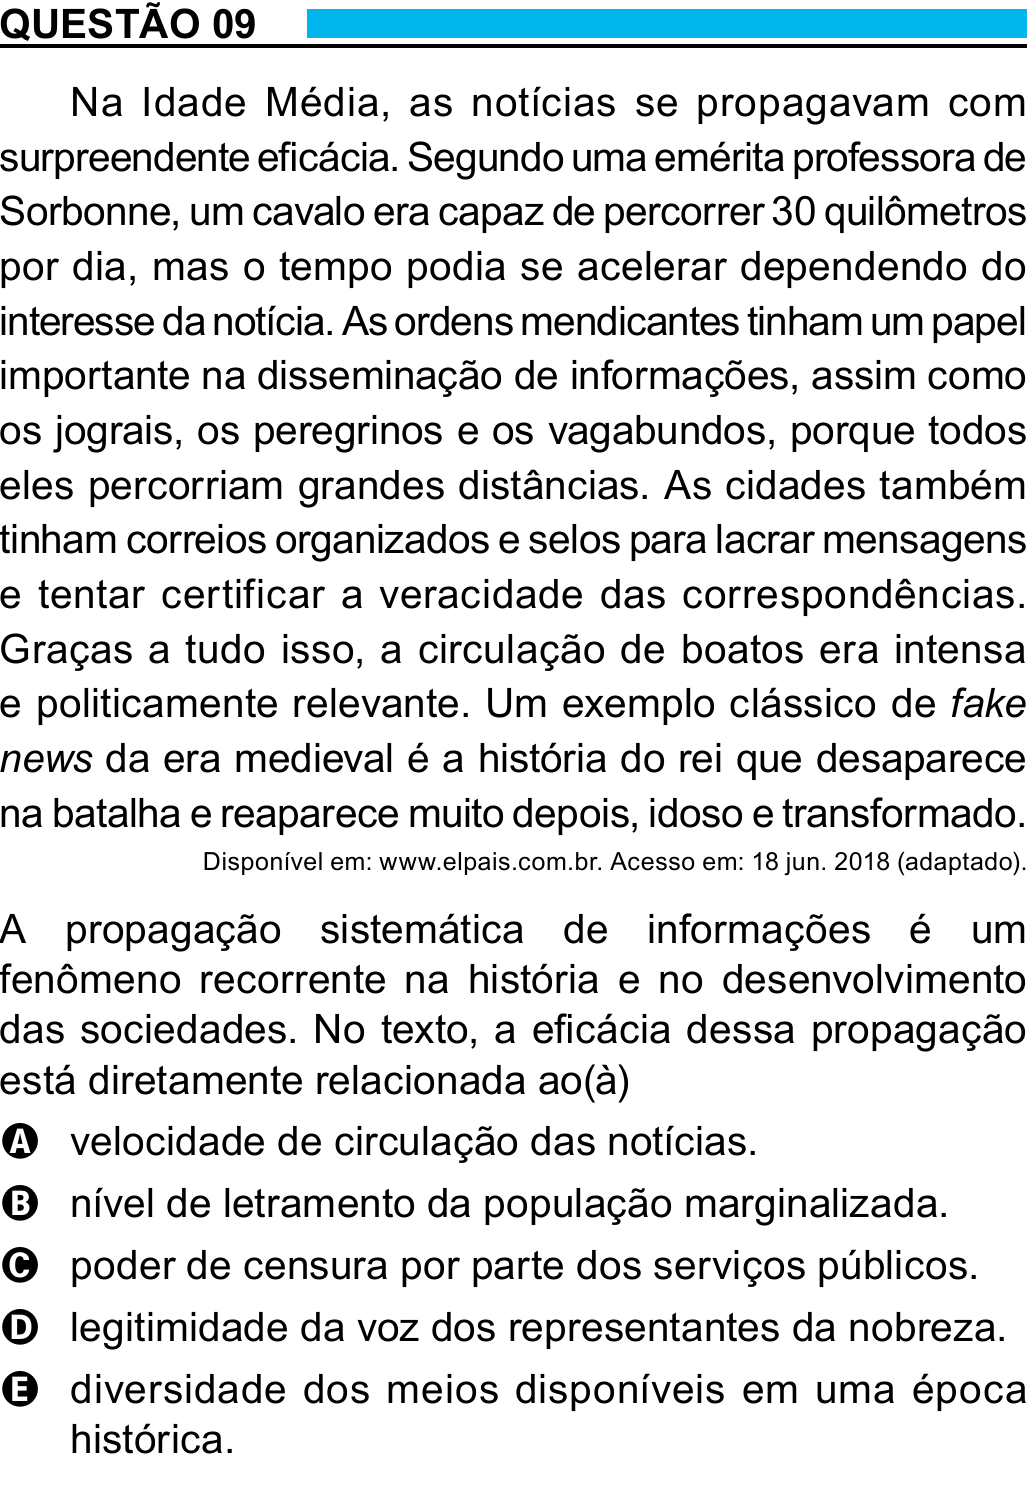 QUESTÃO 09
Na Idade Média, as notícias se propagavam com
surpreendente eficácia. Segundo uma emérita professora de
Sorbonne, um cavalo era capaz de percorrer 30 quilômetros
por dia, mas o tempo podia se acelerar dependendo do
interesse da notícia. As ordens mendicantes tinham um papel
importante na disseminação de informações, assim como
os jograis, os peregrinos e os vagabundos, porque todos
eles percorriam grandes distâncias. As cidades também
tinham correios organizados e selos para lacrar mensagens
e tentar certificar a veracidade das correspondências.
Graças a tudo isso, a circulação de boatos era intensa
e politicamente relevante. Um exemplo clássico de fake
news da era medieval é a história do rei que desaparece
na batalha e reaparece muito depois, idoso e transformado.
Disponível em: www.elpais.com.br. Acesso em: 18 jun. 2018 (adaptado).
A propagação sistemática de informações é um
fenômeno recorrente na história e no desenvolvimento
das sociedades. No texto, a eficácia dessa propagação
está diretamente relacionada ao(à)
A velocidade de circulação das notícias.
B nível de letramento da população marginalizada.
C poder de censura por parte dos serviços públicos.
D legitimidade da voz dos representantes da nobreza.
E diversidade dos meios disponíveis em uma época
histórica.